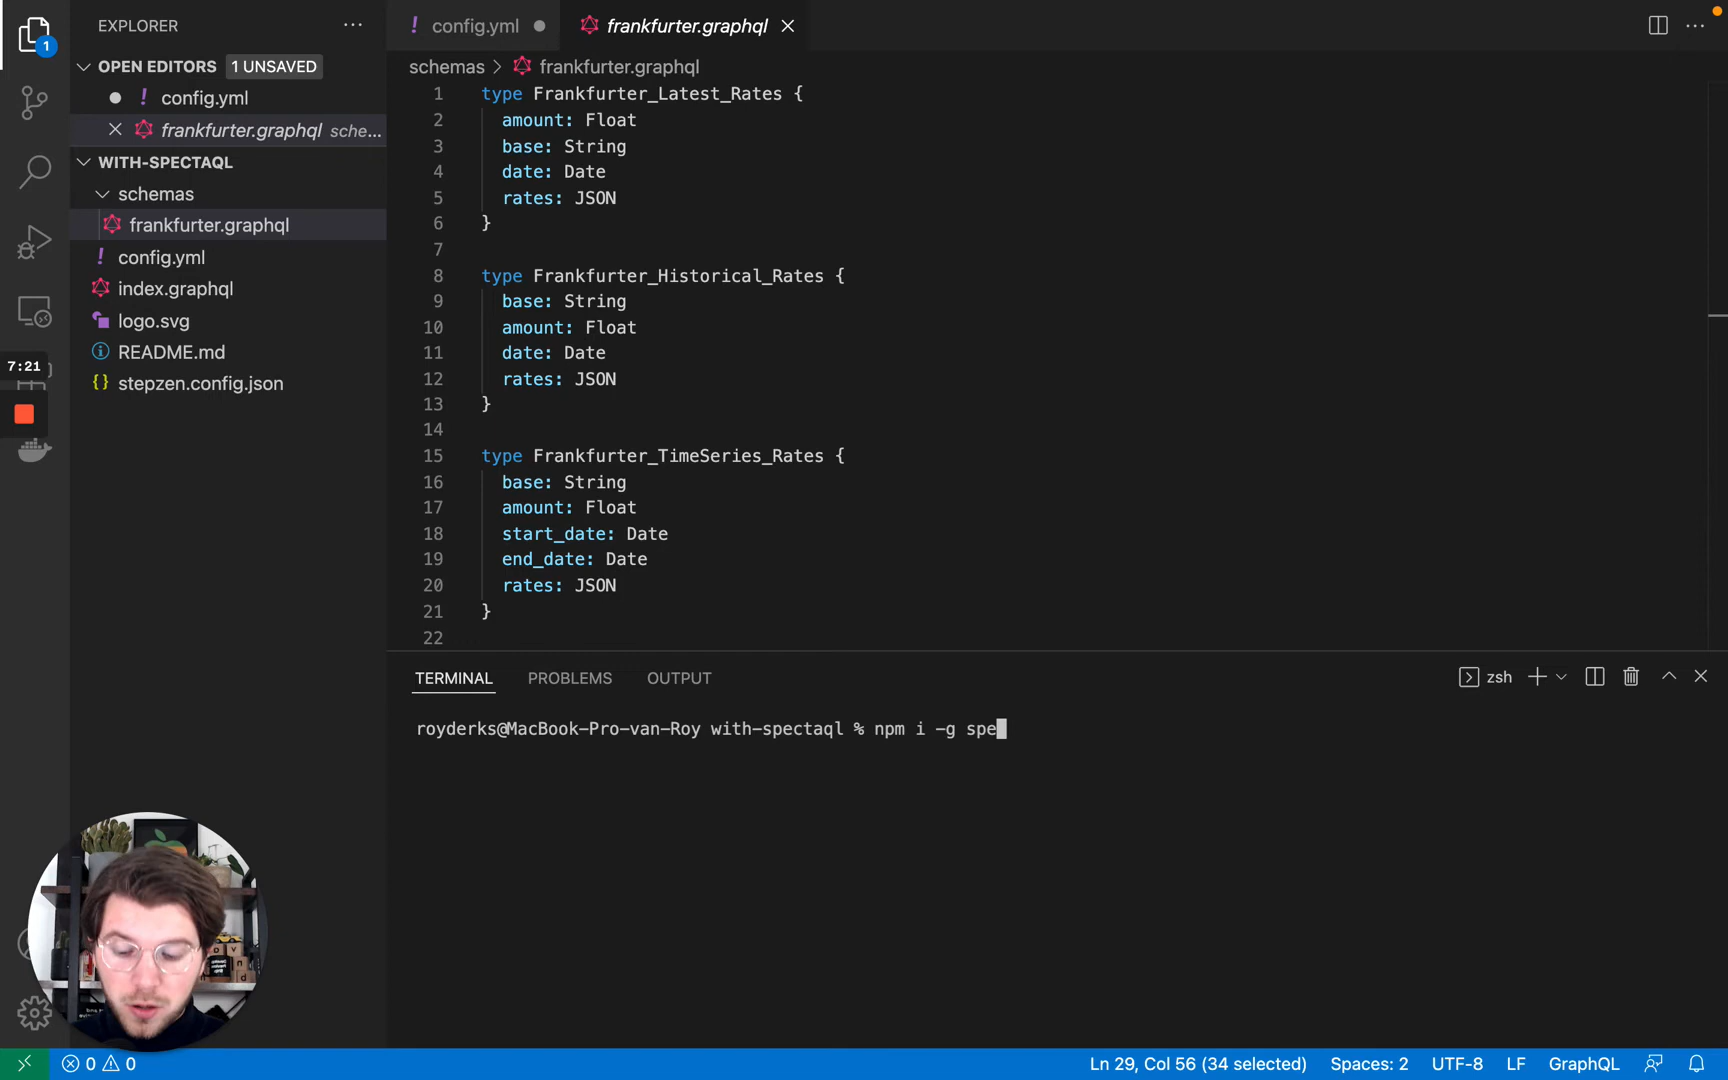 EXPLORER
1
OPEN EDITORS 1 UNSAVED
config.yml
frankfurter.graphql sche...
WITH-SPECTAQL
schemas
frankfurter.graphql
config.yml
index.graphql
logo.svg
README.md
stepzen.config.json
7:21
config.yml
frankfurter.graphql
schemas > frankfurter.graphql
1 type Frankfurter_Latest_Rates {
2 amount: Float
3 base: String
4 date: Date
5 rates: JSON
6 }
7
8 type Frankfurter_Historical_Rates {
9 base: String
10 amount: Float
11 date: Date
12 rates: JSON
13 }
14
15 type Frankfurter_TimeSeries_Rates {
16 base: String
17 amount: Float
18 start_date: Date
19 end_date: Date
20 rates: JSON
21 }
22
TERMINAL PROBLEMS OUTPUT
zsh
royderks@MacBook-Pro-van-Roy with-spectaql % npm i -g spe
0 0
Ln 29, Col 56 (34 selected) Spaces: 2 UTF-8 LF GraphQL